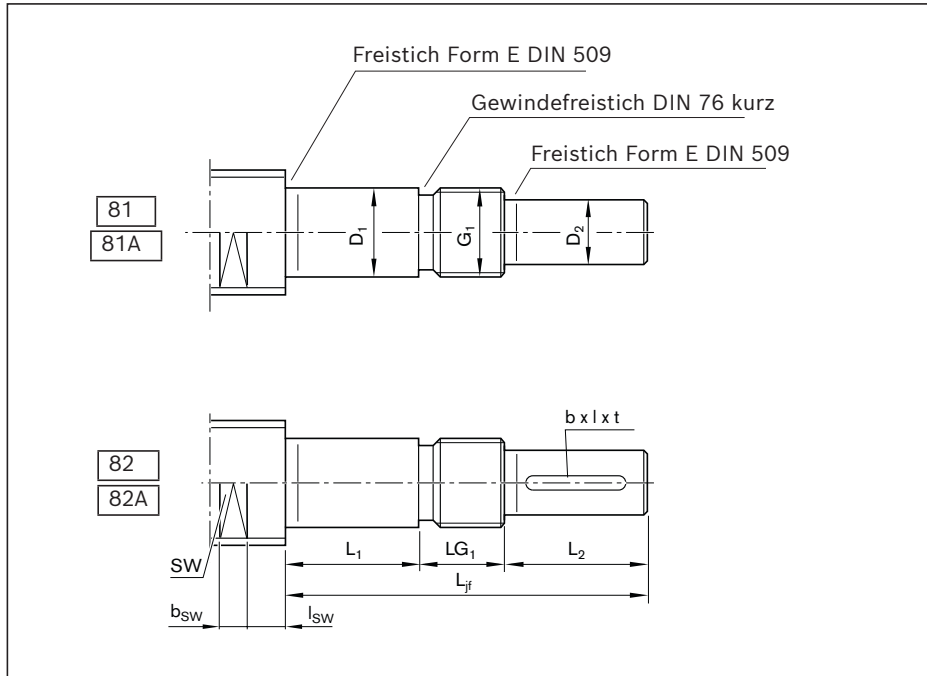 Freistich Form E DIN 509
Gewindefreistich DIN 76 kurz
Freistich Form E DIN 509
81
81A
D₁
G₁
D₂
b x l x t
82
82A
SW
L₁
LG₁
L₂
Ljf
bSW
lSW